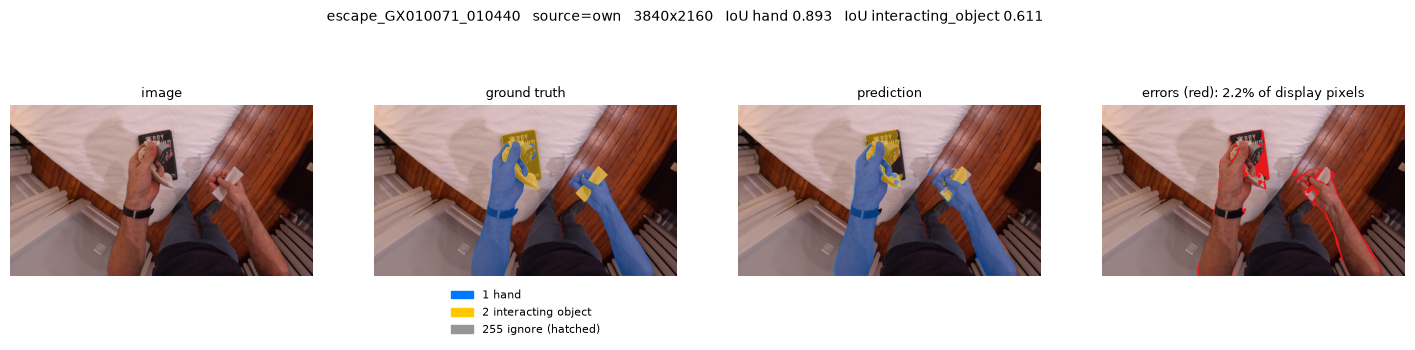 escape_GX010071_010440   source=own   3840x2160   IoU hand 0.893   IoU interacting_object 0.611
image
ground truth
prediction
errors (red): 2.2% of display pixels
1 hand
2 interacting object
255 ignore (hatched)